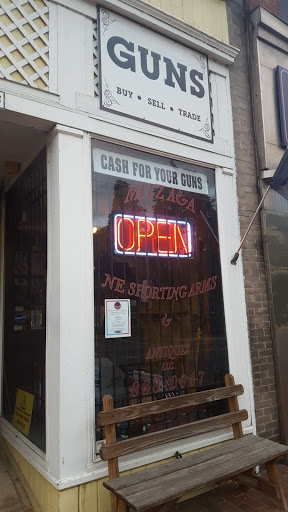 GUNS
BUY • SELL • TRADE
CASH FOR YOUR GUNS
OPEN
NE SPORTING ARMS
&
ANTIQUES
LLC